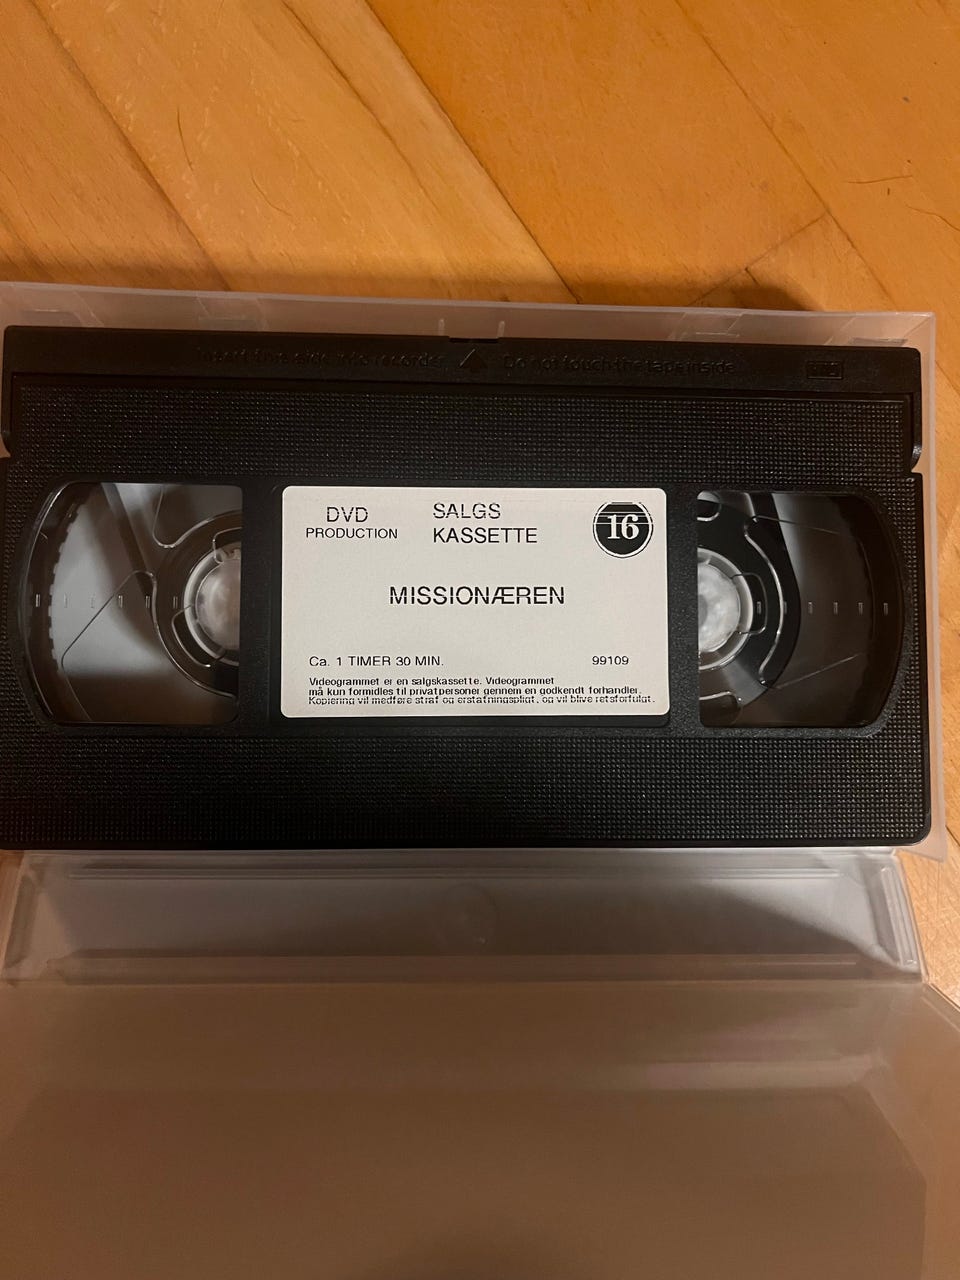 Insert this side into recorder Do not touch the tape inside
DVD
PRODUCTION
SALGS
KASSETTE
16
MISSIONÆREN
Ca. 1 TIMER 30 MIN.
99109
Videogrammet er en salgskassette. Videogrammet
må kun formidles til privatpersoner gennem en godkendt forhandler.
Kopiering vil medføre straf og erstatningspligt, og vil blive retsforfulgt.